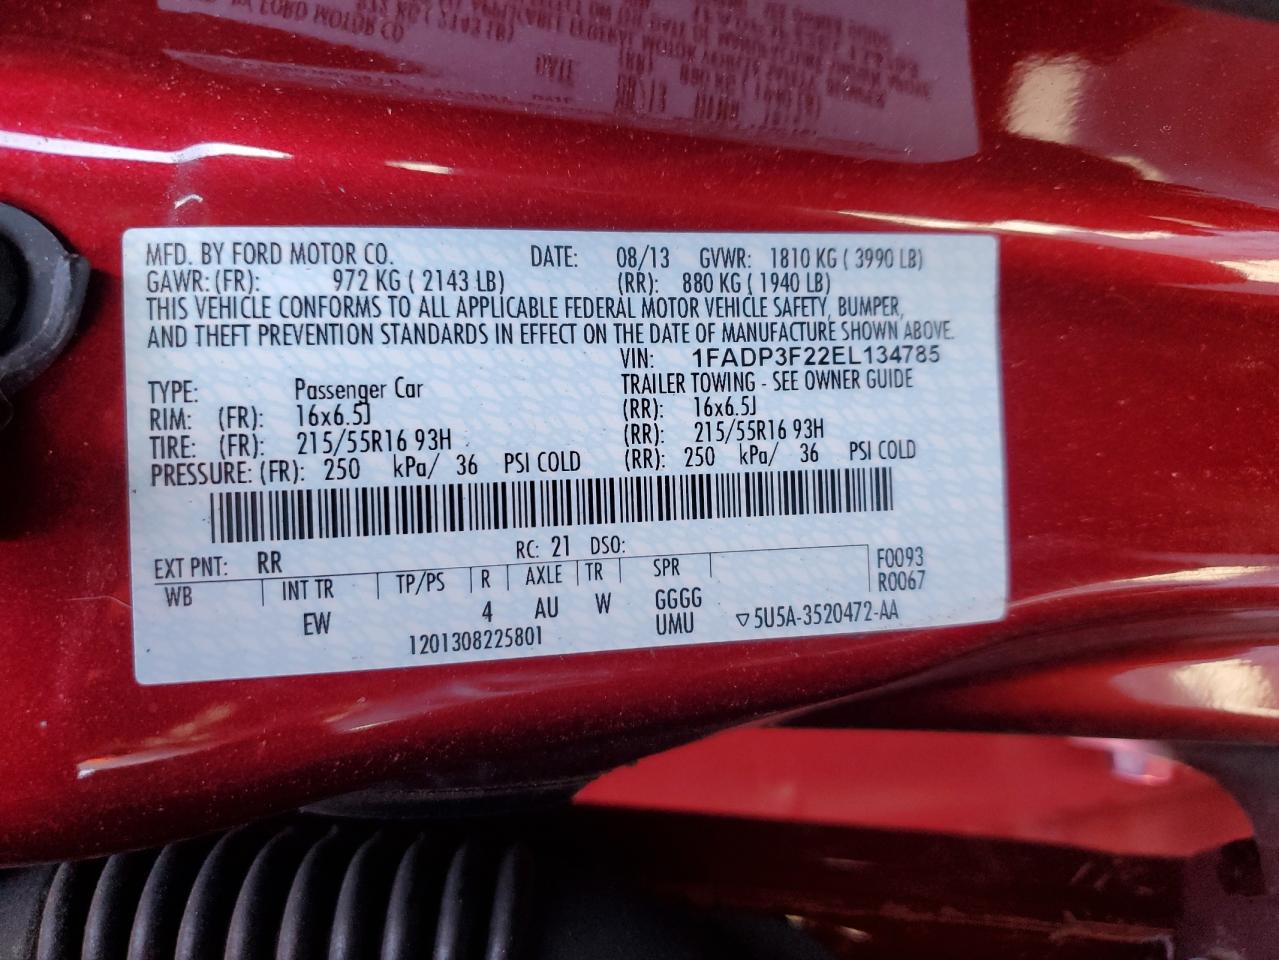 MFD. BY FORD MOTOR CO. DATE: 08/13 GVWR: 1810 KG ( 3990 LB)
GAWR: (FR): 972 KG ( 2143 LB) (RR): 880 KG ( 1940 LB)
THIS VEHICLE CONFORMS TO ALL APPLICABLE FEDERAL MOTOR VEHICLE SAFETY, BUMPER,
AND THEFT PREVENTION STANDARDS IN EFFECT ON THE DATE OF MANUFACTURE SHOWN ABOVE.
VIN: 1FADP3F22EL134785
TYPE: Passenger Car TRAILER TOWING - SEE OWNER GUIDE
RIM: (FR): 16x6.5J (RR): 16x6.5J
TIRE: (FR): 215/55R16 93H (RR): 215/55R16 93H
PRESSURE: (FR): 250 kPa/ 36 PSI COLD (RR): 250 kPa/ 36 PSI COLD
EXT PNT: RR RC: 21 DSO: F0093
WB INT TR TP/PS R AXLE TR SPR R0067
EW 4 AU W GGGG
1201308225801 UMU ▽5U5A-3520472-AA